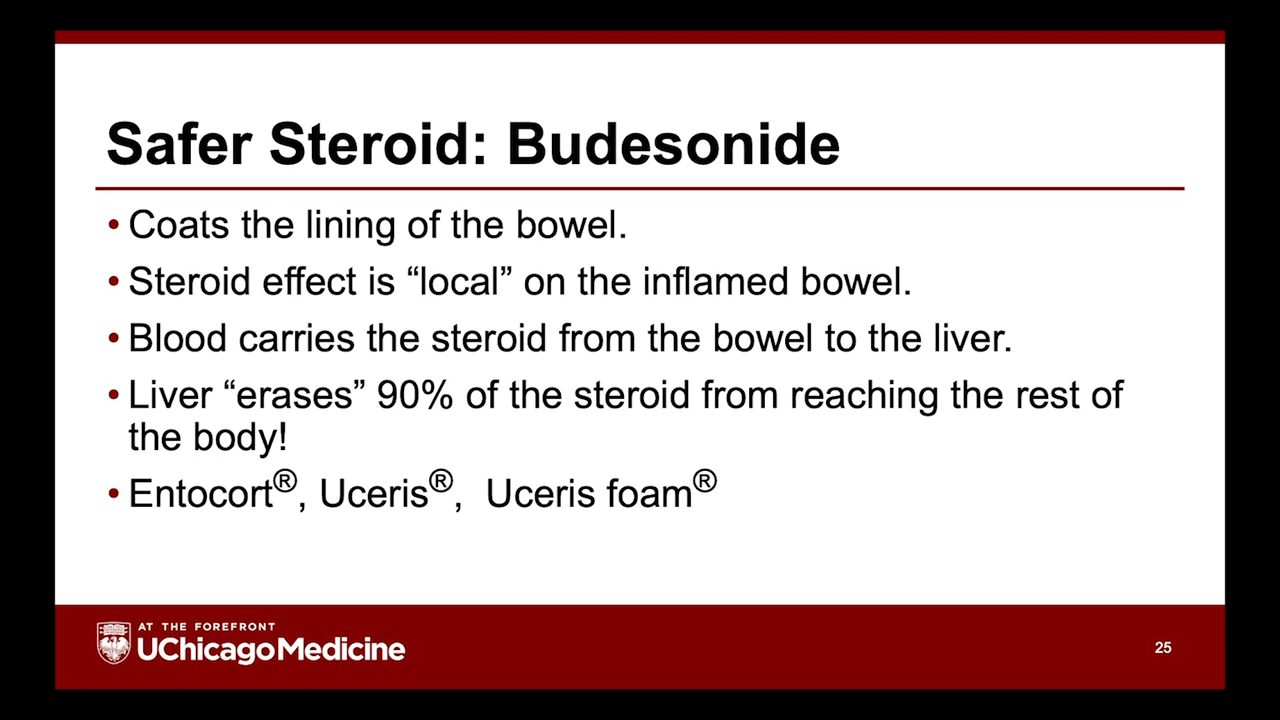 Safer Steroid: Budesonide
• Coats the lining of the bowel.
• Steroid effect is “local” on the inflamed bowel.
• Blood carries the steroid from the bowel to the liver.
• Liver “erases” 90% of the steroid from reaching the rest of
the body!
• Entocort®, Uceris®,  Uceris foam®
AT THE FOREFRONT
UChicagoMedicine
25